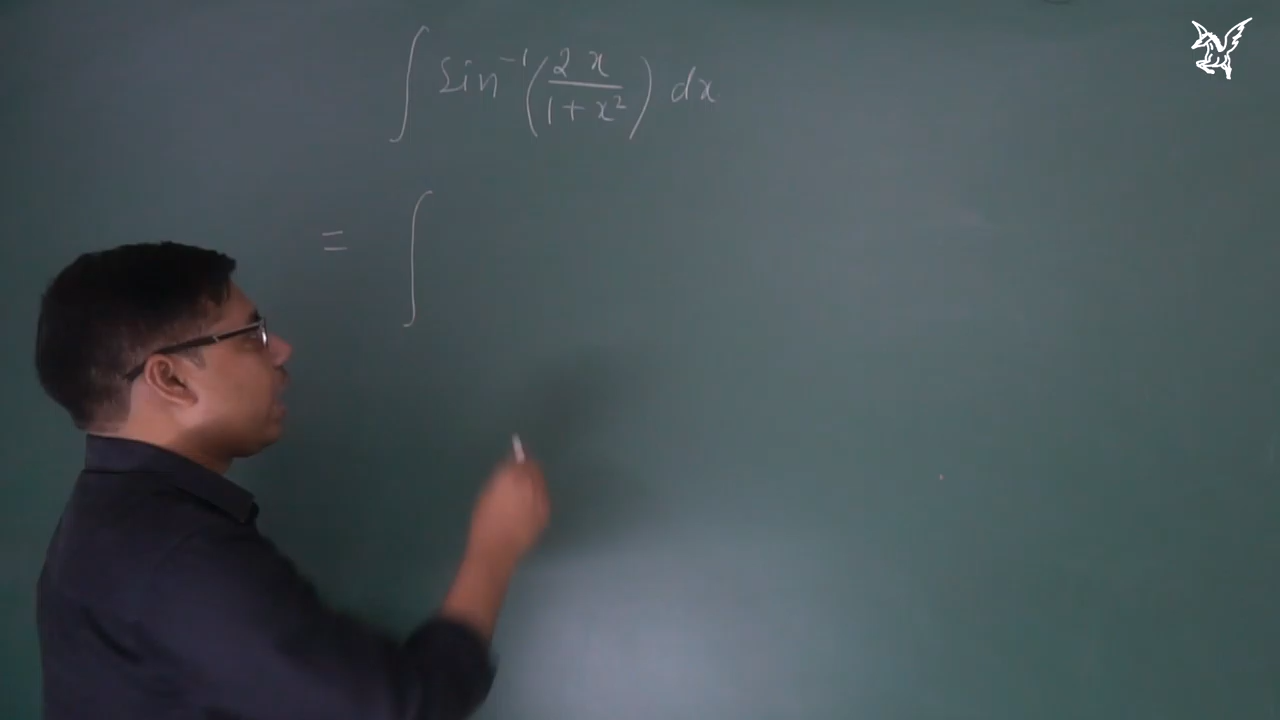 ∫ Sin⁻¹(2x/(1+x²)) dx
= ∫